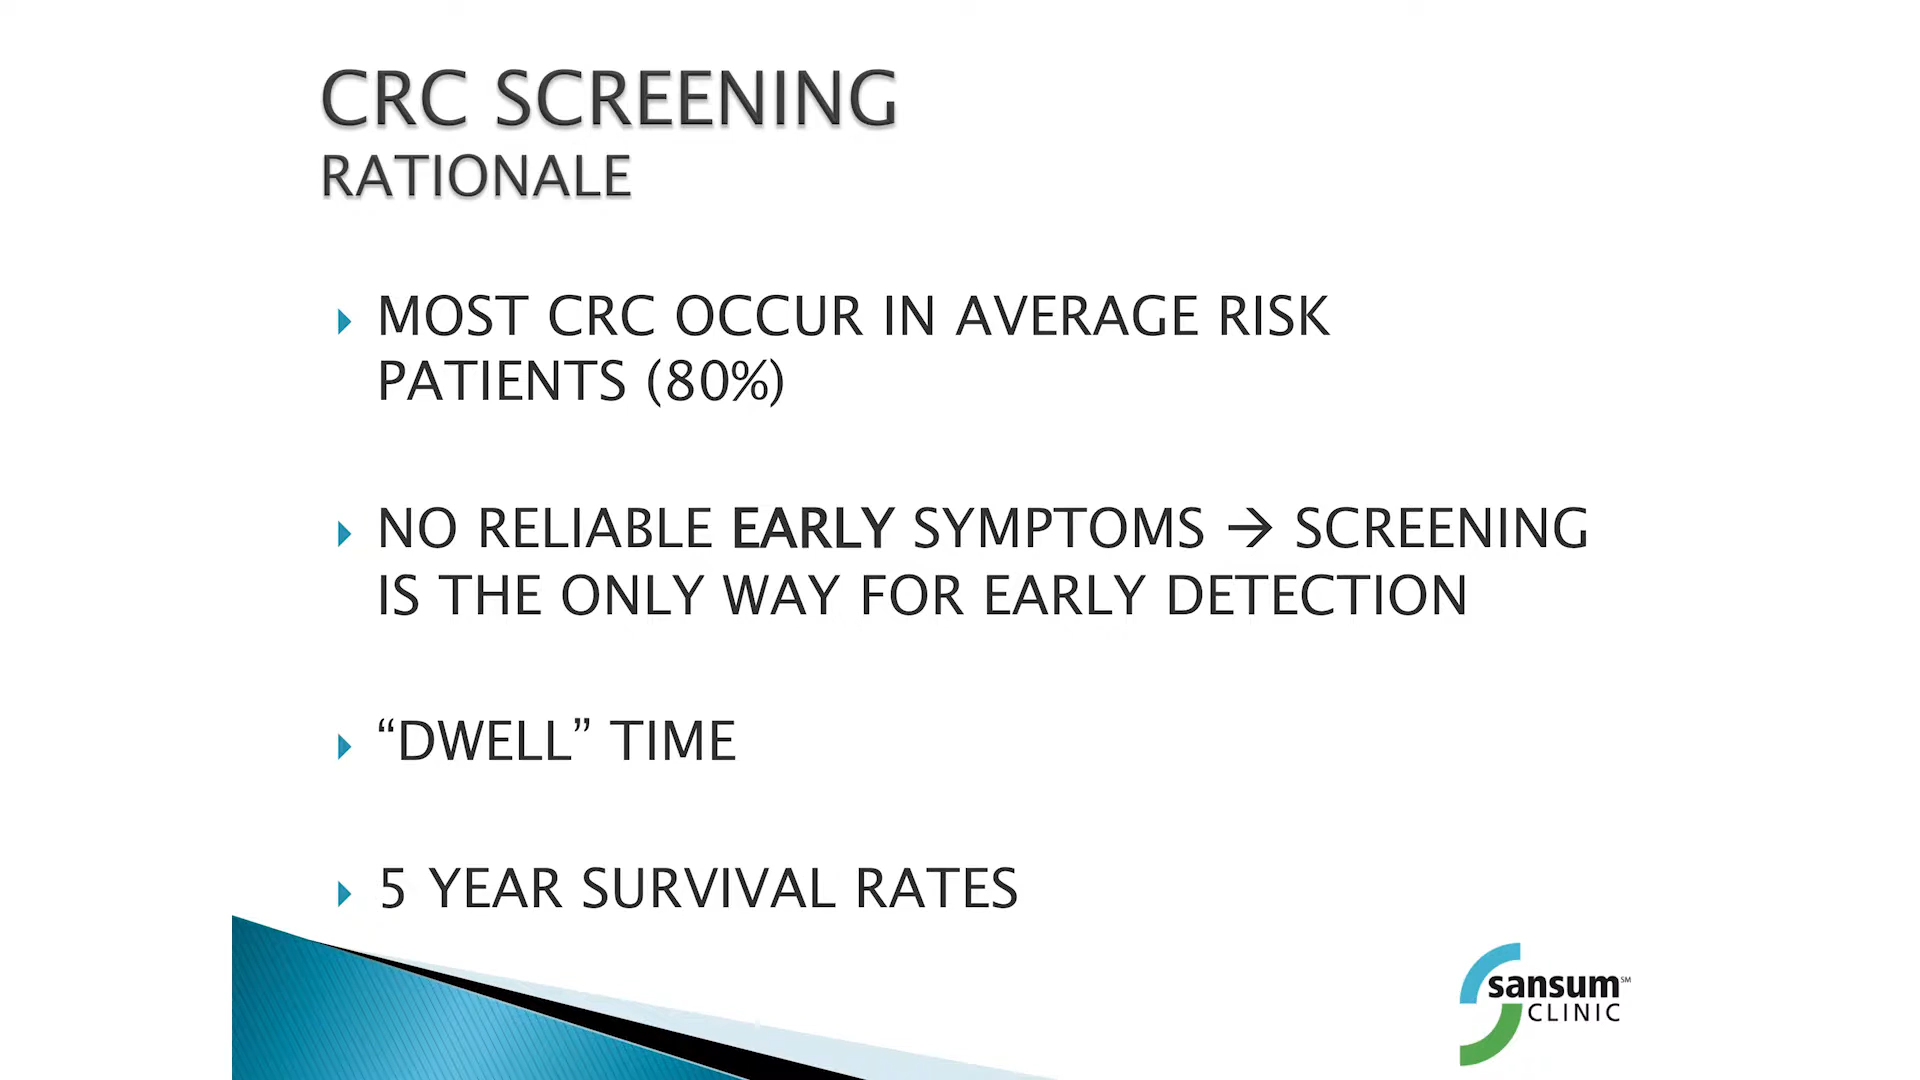 CRC SCREENING
RATIONALE
MOST CRC OCCUR IN AVERAGE RISK
PATIENTS (80%)
NO RELIABLE EARLY SYMPTOMS → SCREENING
IS THE ONLY WAY FOR EARLY DETECTION
“DWELL” TIME
5 YEAR SURVIVAL RATES
sansum℠
CLINIC